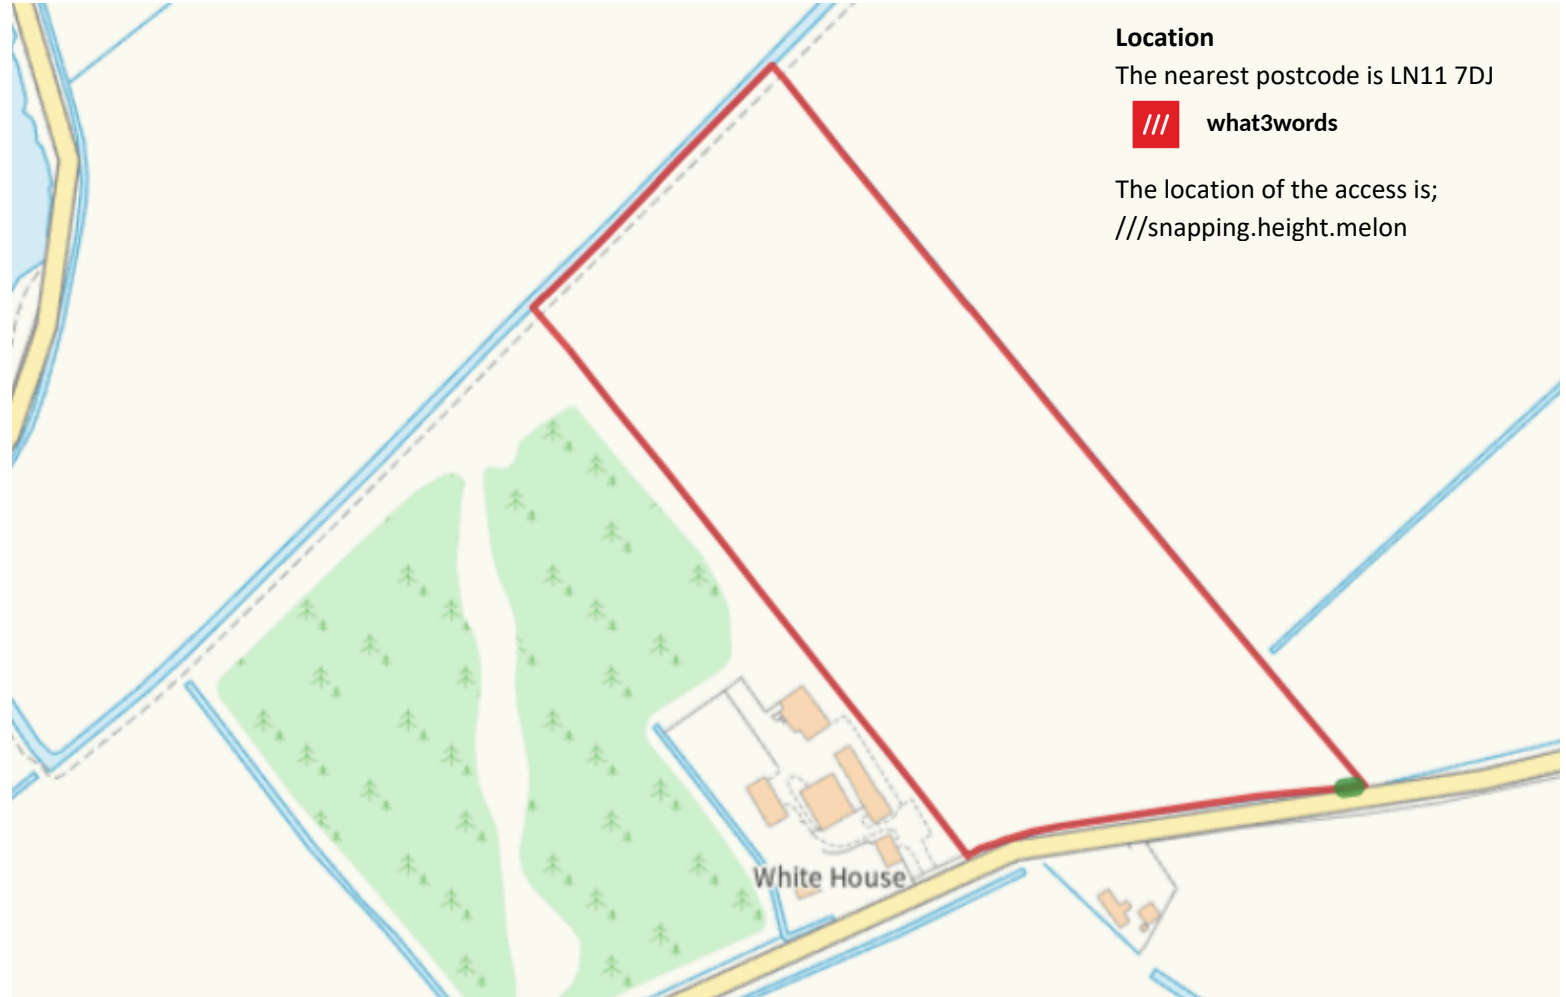 Location
The nearest postcode is LN11 7DJ
///
what3words
The location of the access is;
///snapping.height.melon
White House